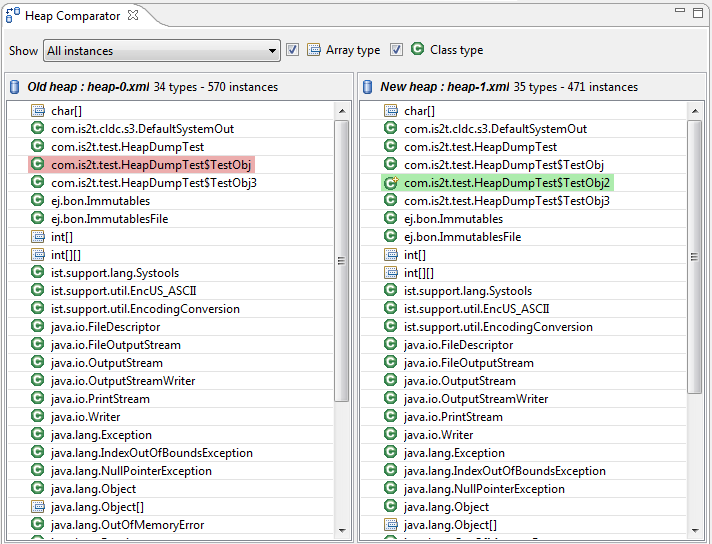 Heap Comparator
Show All instances Array type Class type
Old heap : heap-0.xml 34 types - 570 instances
char[]
com.is2t.cldc.s3.DefaultSystemOut
com.is2t.test.HeapDumpTest
com.is2t.test.HeapDumpTest$TestObj
com.is2t.test.HeapDumpTest$TestObj3
ej.bon.Immutables
ej.bon.ImmutablesFile
int[]
int[][]
ist.support.lang.Systools
ist.support.util.EncUS_ASCII
ist.support.util.EncodingConversion
java.io.FileDescriptor
java.io.FileOutputStream
java.io.OutputStream
java.io.OutputStreamWriter
java.io.PrintStream
java.io.Writer
java.lang.Exception
java.lang.IndexOutOfBoundsException
java.lang.NullPointerException
java.lang.Object
java.lang.Object[]
java.lang.OutOfMemoryError
New heap : heap-1.xml 35 types - 471 instances
char[]
com.is2t.cldc.s3.DefaultSystemOut
com.is2t.test.HeapDumpTest
com.is2t.test.HeapDumpTest$TestObj
com.is2t.test.HeapDumpTest$TestObj2
com.is2t.test.HeapDumpTest$TestObj3
ej.bon.Immutables
ej.bon.ImmutablesFile
int[]
int[][]
ist.support.lang.Systools
ist.support.util.EncUS_ASCII
ist.support.util.EncodingConversion
java.io.FileDescriptor
java.io.FileOutputStream
java.io.OutputStream
java.io.OutputStreamWriter
java.io.PrintStream
java.io.Writer
java.lang.Exception
java.lang.IndexOutOfBoundsException
java.lang.NullPointerException
java.lang.Object
java.lang.Object[]